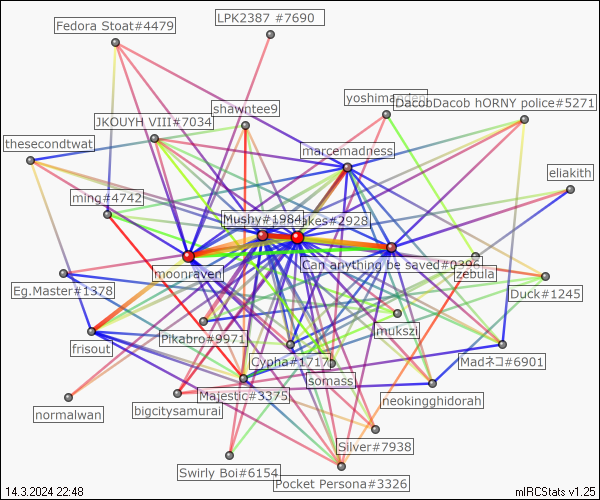 LPK2387 #7690
Fedora Stoat#4479
yoshimanden
DacobDacob hORNY police#5271
shawntee9
JKOUYH VIII#7034
thesecondtwat
marcemadness
eliakith
ming#4742
Mushy#1984
akes#2928
moonraven
Can anything be saved#0396
zebula
Eg.Master#1378
Duck#1245
mukszi
frisout
Pikabro#9971
Cypha#1717
Madネコ#6901
somass
Majestic#3375
neokingghidorah
normalwan
bigcitysamurai
Silver#7938
Swirly Boi#6154
Pocket Persona#3326
14.3.2024 22:48
mIRCStats v1.25